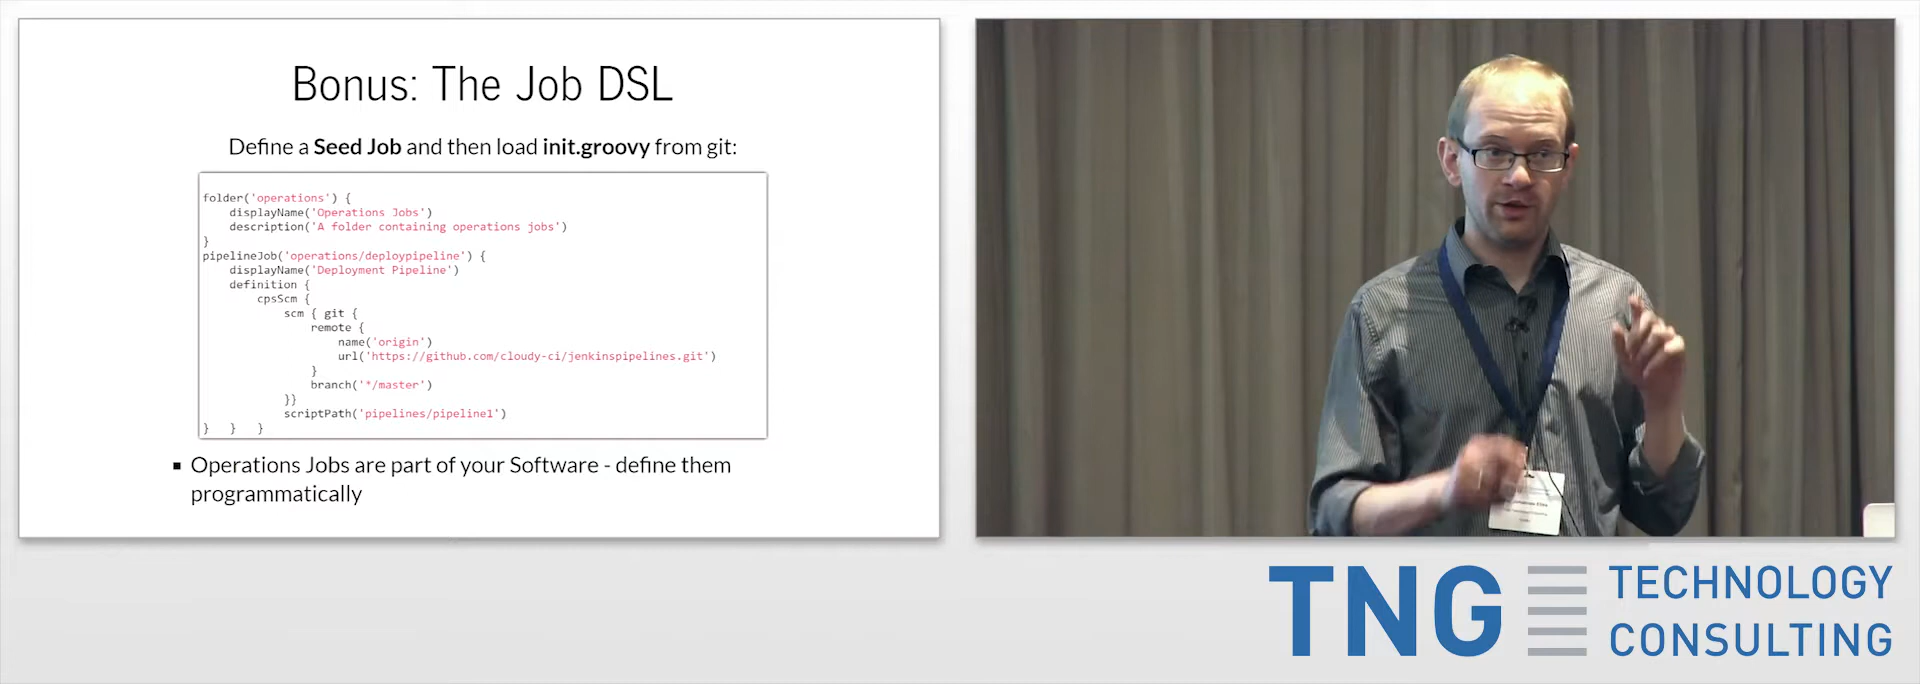 Bonus: The Job DSL
Define a Seed Job and then load init.groovy from git:
folder('operations') {
    displayName('Operations Jobs')
    description('A folder containing operations jobs')
}
pipelineJob('operations/deploypipeline') {
    displayName('Deployment Pipeline')
    definition {
        cpsScm {
            scm { git {
                remote {
                    name('origin')
                    url('https://github.com/cloudy-ci/jenkinspipelines.git')
                }
                branch('*/master')
            }}
            scriptPath('pipelines/pipeline1')
}   }   }
▪ Operations Jobs are part of your Software - define them
programmatically
TNG TECHNOLOGY
CONSULTING